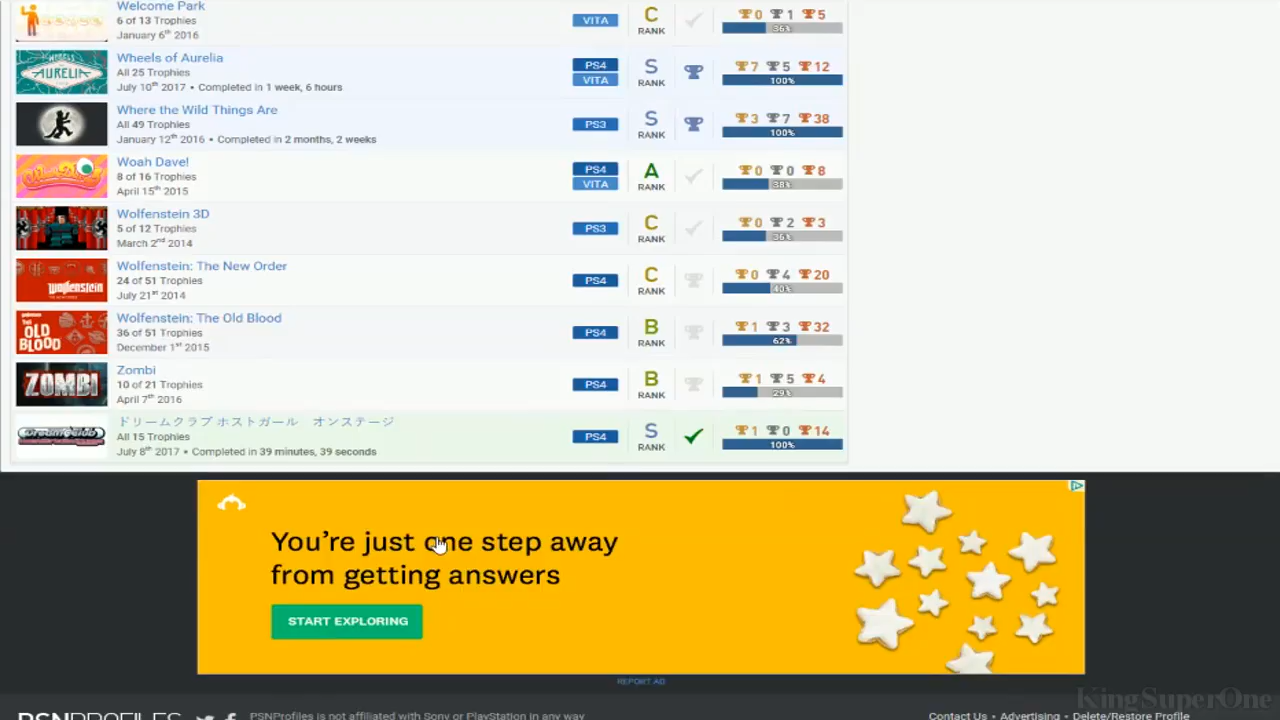 Welcome Park
6 of 13 Trophies
January 6th 2016
VITA
C
RANK
0 1 5
36%
WHEELS OF
AURELIA
Wheels of Aurelia
All 25 Trophies
July 10th 2017 • Completed in 1 week, 6 hours
PS4
VITA
S
RANK
7 5 12
100%
Where the Wild Things Are
All 49 Trophies
January 12th 2016 • Completed in 2 months, 2 weeks
PS3
S
RANK
3 7 38
100%
Woah Dave!
8 of 16 Trophies
April 15th 2015
PS4
VITA
A
RANK
0 0 8
38%
Wolfenstein 3D
5 of 12 Trophies
March 2nd 2014
PS3
C
RANK
0 2 3
36%
Wolfenstein
Wolfenstein: The New Order
24 of 51 Trophies
July 21st 2014
PS4
C
RANK
0 4 20
40%
THE
OLD
BLOOD
Wolfenstein: The Old Blood
36 of 51 Trophies
December 1st 2015
PS4
B
RANK
1 3 32
62%
ZOMBI
Zombi
10 of 21 Trophies
April 7th 2016
PS4
B
RANK
1 5 4
29%
Dreamclub
ドリームクラブ ホストガール オンステージ
All 15 Trophies
July 8th 2017 • Completed in 39 minutes, 39 seconds
PS4
S
RANK
1 0 14
100%
You're just one step away
from getting answers
START EXPLORING
REPORT AD
PSNPROFILES
PSNProfiles is not affiliated with Sony or PlayStation in any way
Contact Us • Advertising • Delete/Restore Profile
KingSuperOne